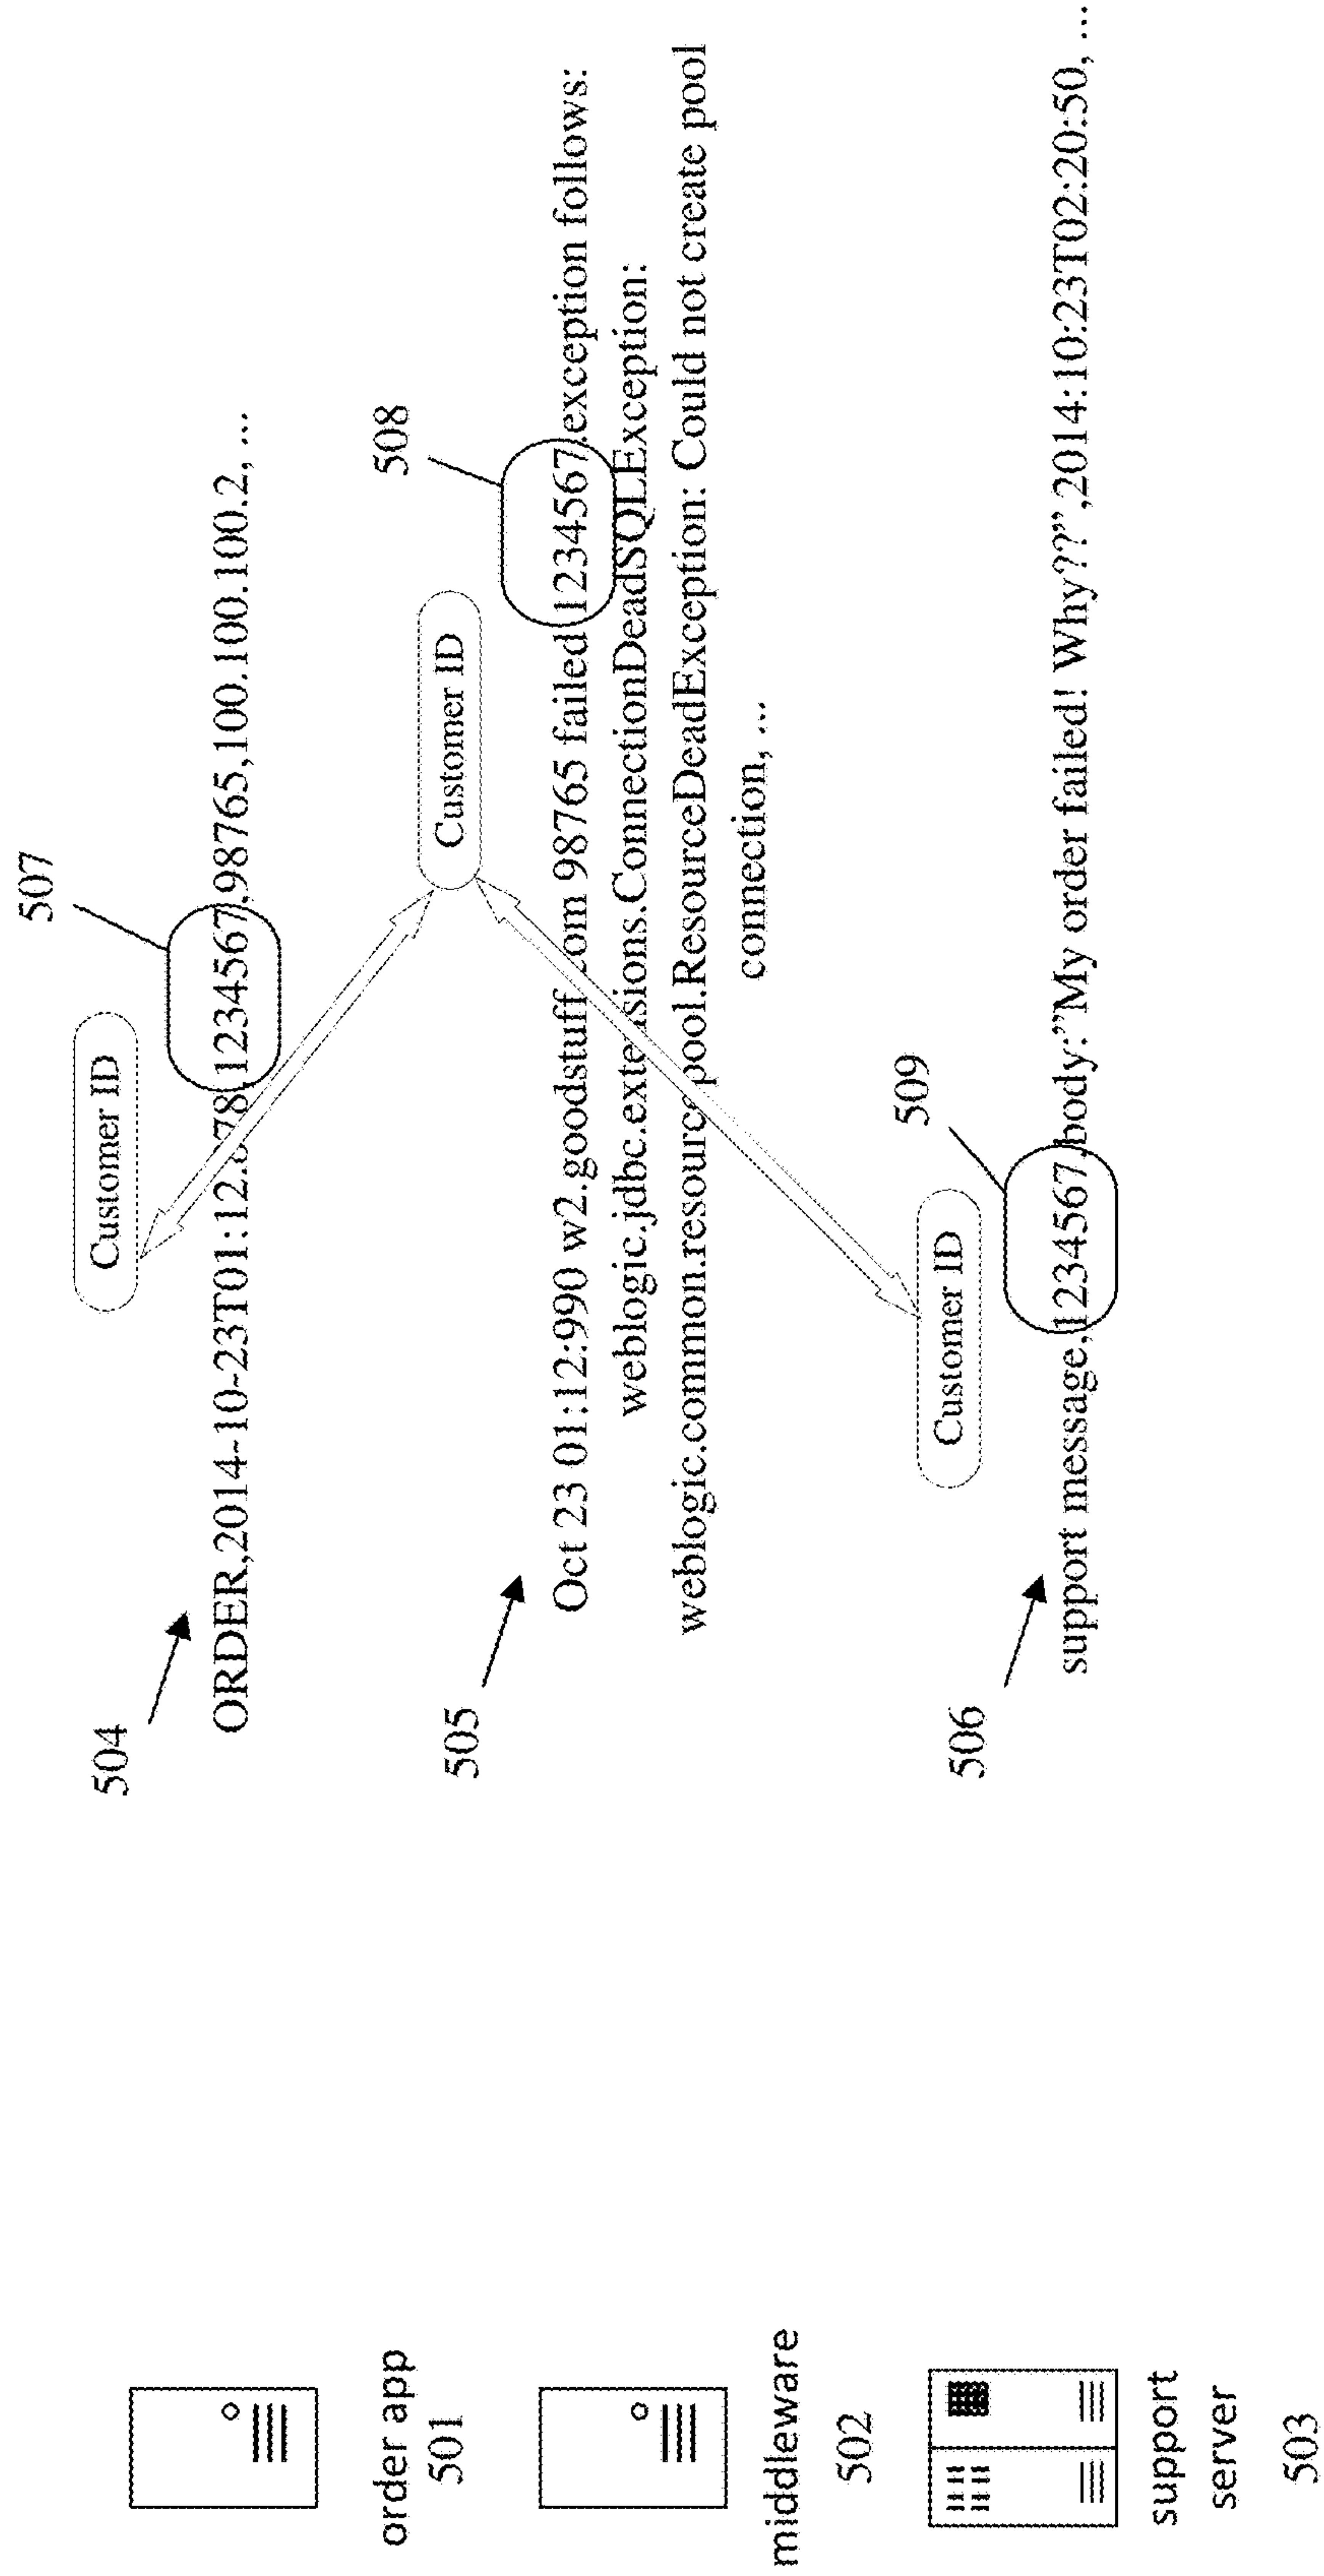 507
Customer ID
504
ORDER,2014-10-23T01:12. 78 1234567,98765,100.100.100.2, ...
order app
501
508
Customer ID
505
Oct 23 01:12:990 w2.goodstuff. om 98765 failed 1234567.exception follows:
weblogic.jdbc.exte sions.ConnectionDeadSQLException:
weblogic.common.resourc pool.ResourceDeadException: Could not create pool
connection, ...
middleware
502
509
Customer ID
506
support message,1234567,body:"My order failed! Why??",2014:10:23T02:20:50, ...
support
server
503